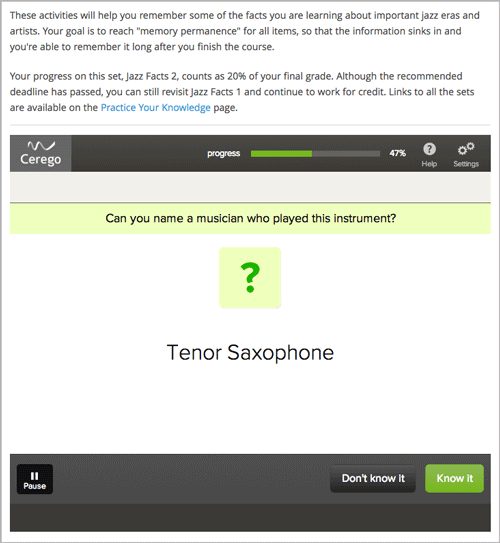 These activities will help you remember some of the facts you are learning about important jazz eras and
artists. Your goal is to reach "memory permanence" for all items, so that the information sinks in and
you're able to remember it long after you finish the course.
Your progress on this set, Jazz Facts 2, counts as 20% of your final grade. Although the recommended
deadline has passed, you can still revisit Jazz Facts 1 and continue to work for credit. Links to all the sets
are available on the Practice Your Knowledge page.
Cerego
progress 47% ?
Help Settings
Can you name a musician who played this instrument?
?
Tenor Saxophone
Pause
Don't know it Know it